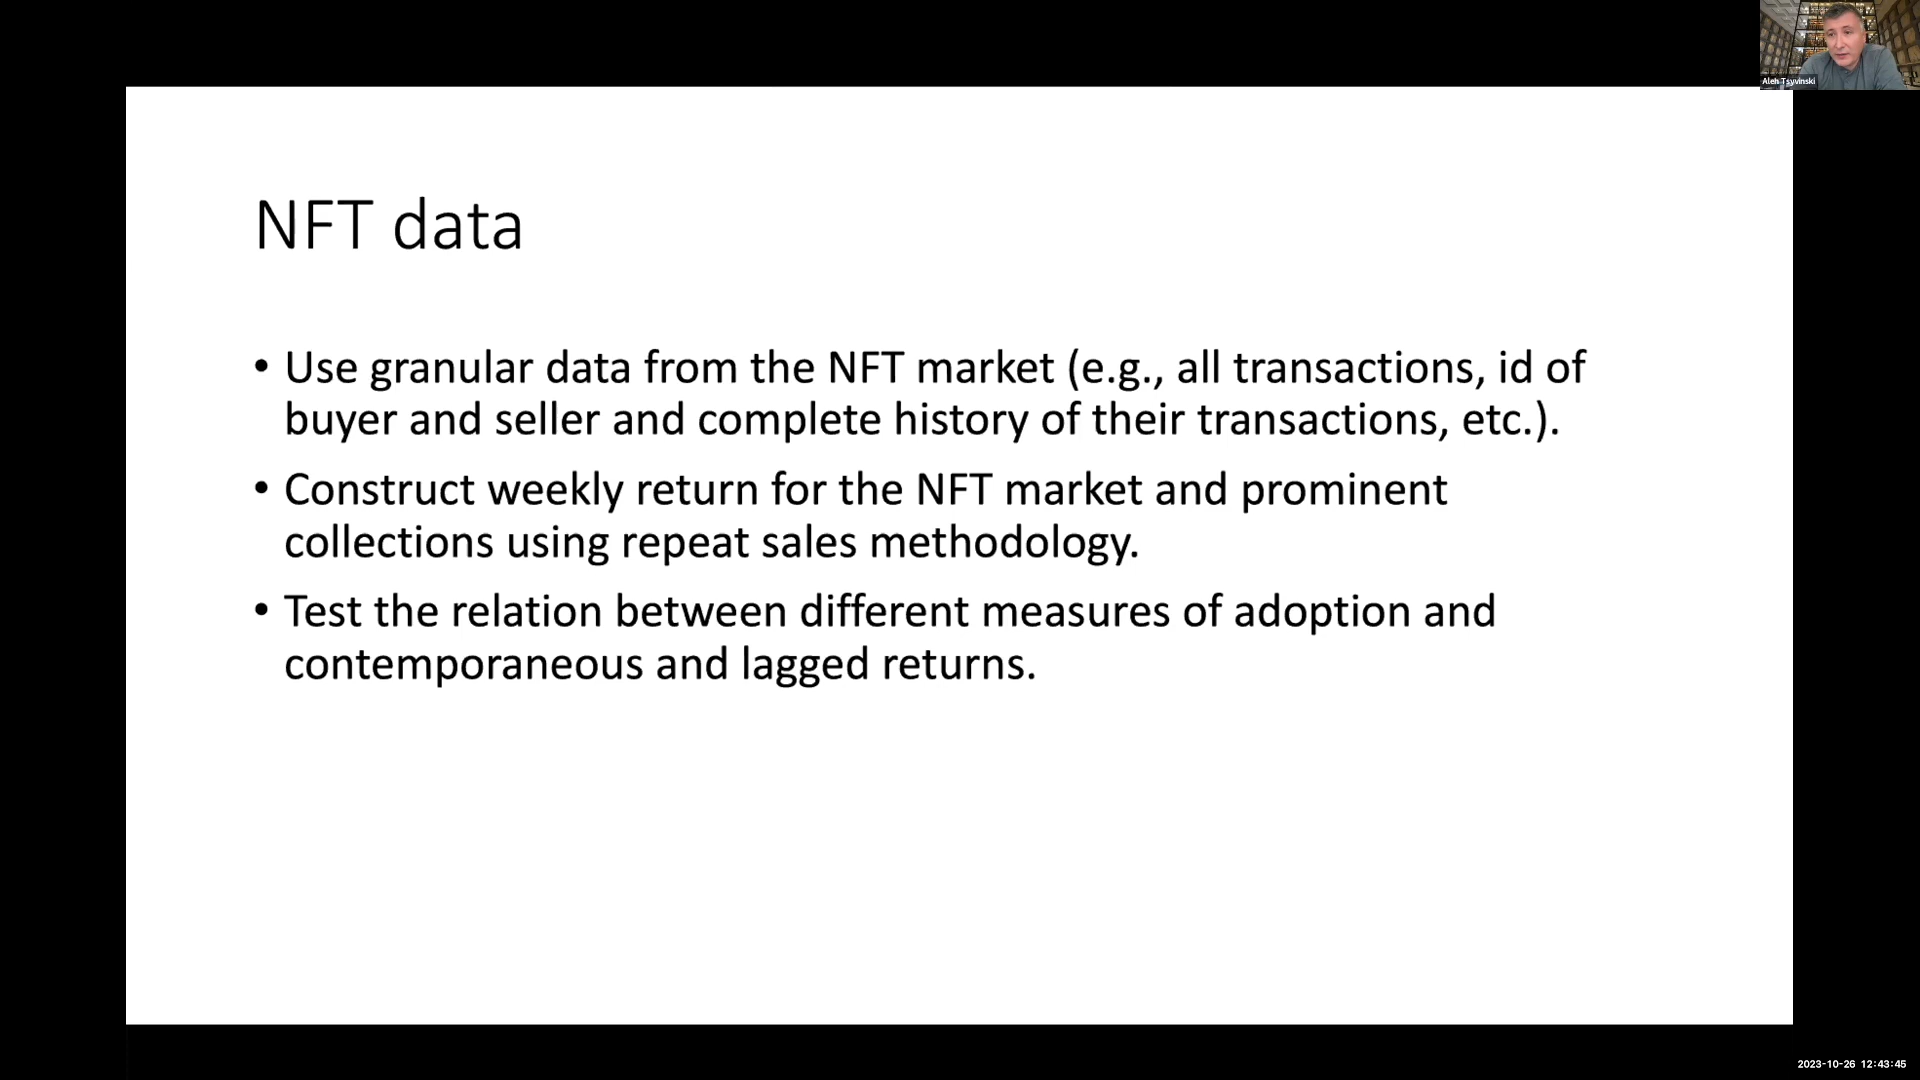 Aleh Tsyvinski
NFT data
• Use granular data from the NFT market (e.g., all transactions, id of
buyer and seller and complete history of their transactions, etc.).
• Construct weekly return for the NFT market and prominent
collections using repeat sales methodology.
• Test the relation between different measures of adoption and
contemporaneous and lagged returns.
2023-10-26 12:43:45